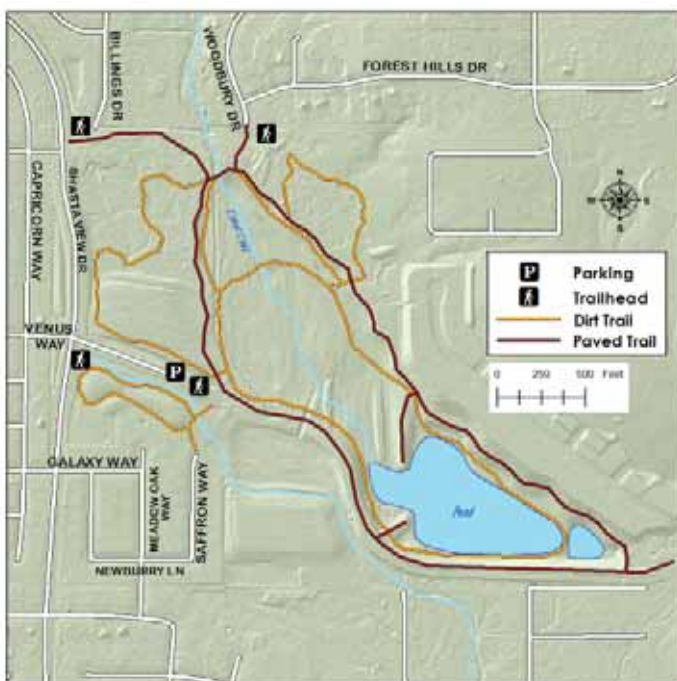 BILLINGS DR
WOODBURY DR
FOREST HILLS DR
CAPRICORN WAY
SHASTA VIEW DR
N
W
S
P
Parking
Trailhead
Dirt Trail
Paved Trail
0 250 500 Feet
VENUS
WAY
P
GALAXY WAY
MEADOW OAK
WAY
SAFFRON WAY
NEWBURRY LN
Pond